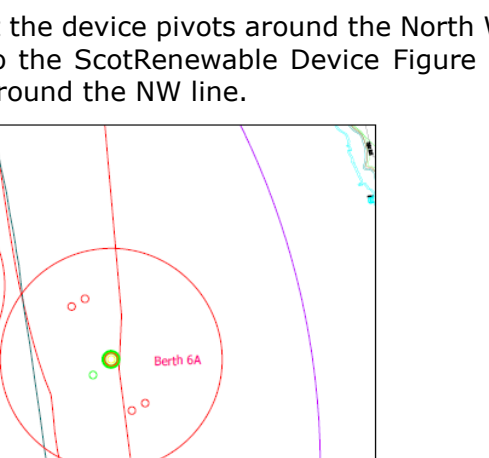 the device pivots around the North
the ScotRenewable Device Figure
round the NW line.
Berth 6A